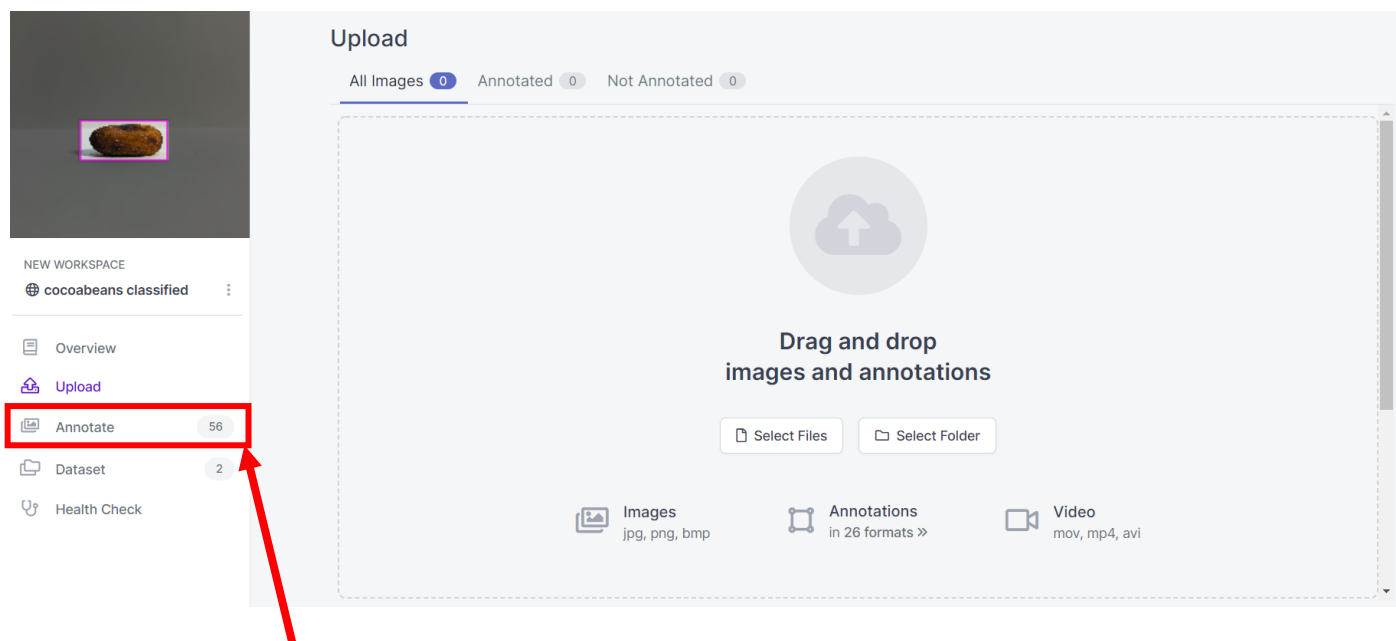 Upload
All Images 0 Annotated 0 Not Annotated 0
NEW WORKSPACE
cocoabeans classified
Overview
Upload
Annotate 56
Dataset 2
Health Check
Drag and drop
images and annotations
Select Files Select Folder
Images
jpg, png, bmp
Annotations
in 26 formats »
Video
mov, mp4, avi